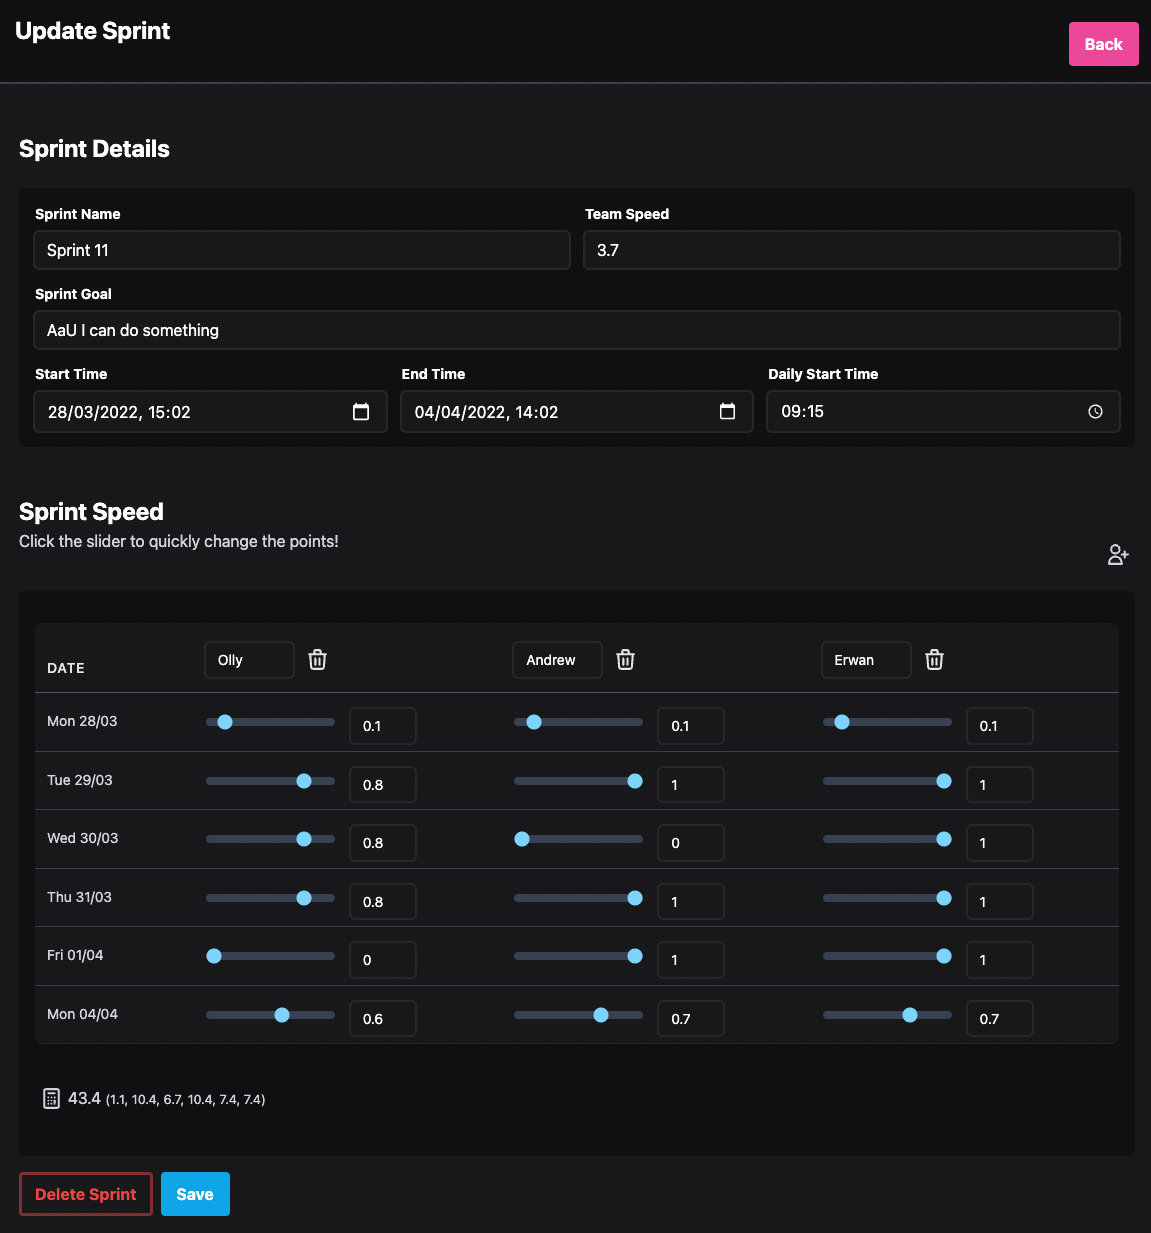 Update Sprint
Back
Sprint Details
Sprint Name Team Speed
Sprint 11 3.7
Sprint Goal
AaU I can do something
Start Time End Time Daily Start Time
28/03/2022, 15:02 04/04/2022, 14:02 09:15
Sprint Speed
Click the slider to quickly change the points!
DATE Olly Andrew Erwan
Mon 28/03 0.1 0.1 0.1
Tue 29/03 0.8 1 1
Wed 30/03 0.8 0 1
Thu 31/03 0.8 1 1
Fri 01/04 0 1 1
Mon 04/04 0.6 0.7 0.7
43.4 (1.1, 10.4, 6.7, 10.4, 7.4, 7.4)
Delete Sprint Save